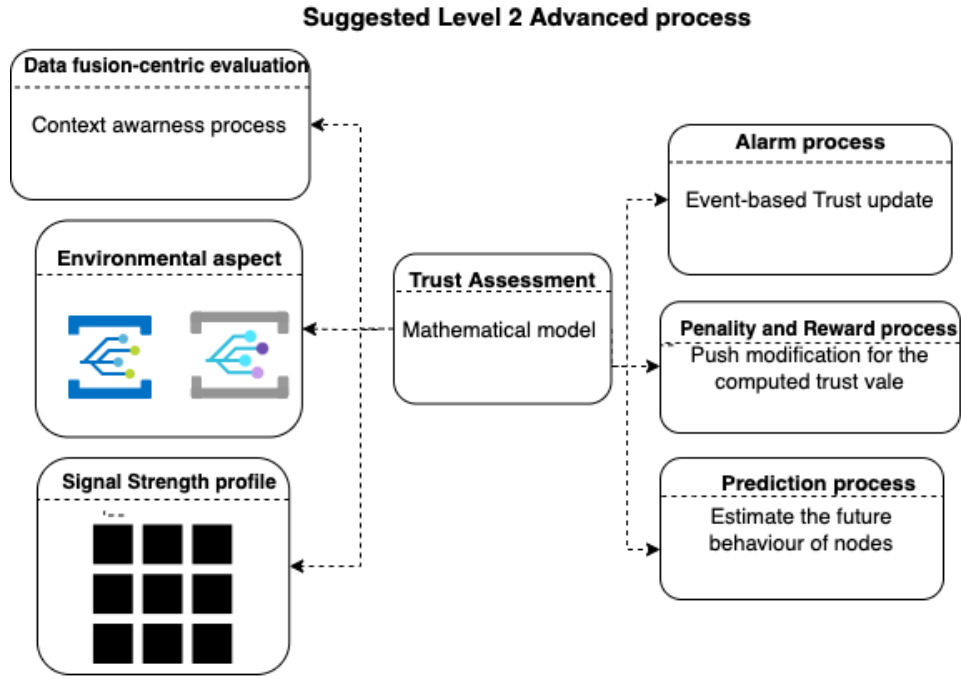 Suggested Level 2 Advanced process
Data fusion-centric evaluation
Context awarness process
Environmental aspect
Signal Strength profile
Trust Assessment
Mathematical model
Alarm process
Event-based Trust update
Penality and Reward process
Push modification for the
computed trust vale
Prediction process
Estimate the future
behaviour of nodes